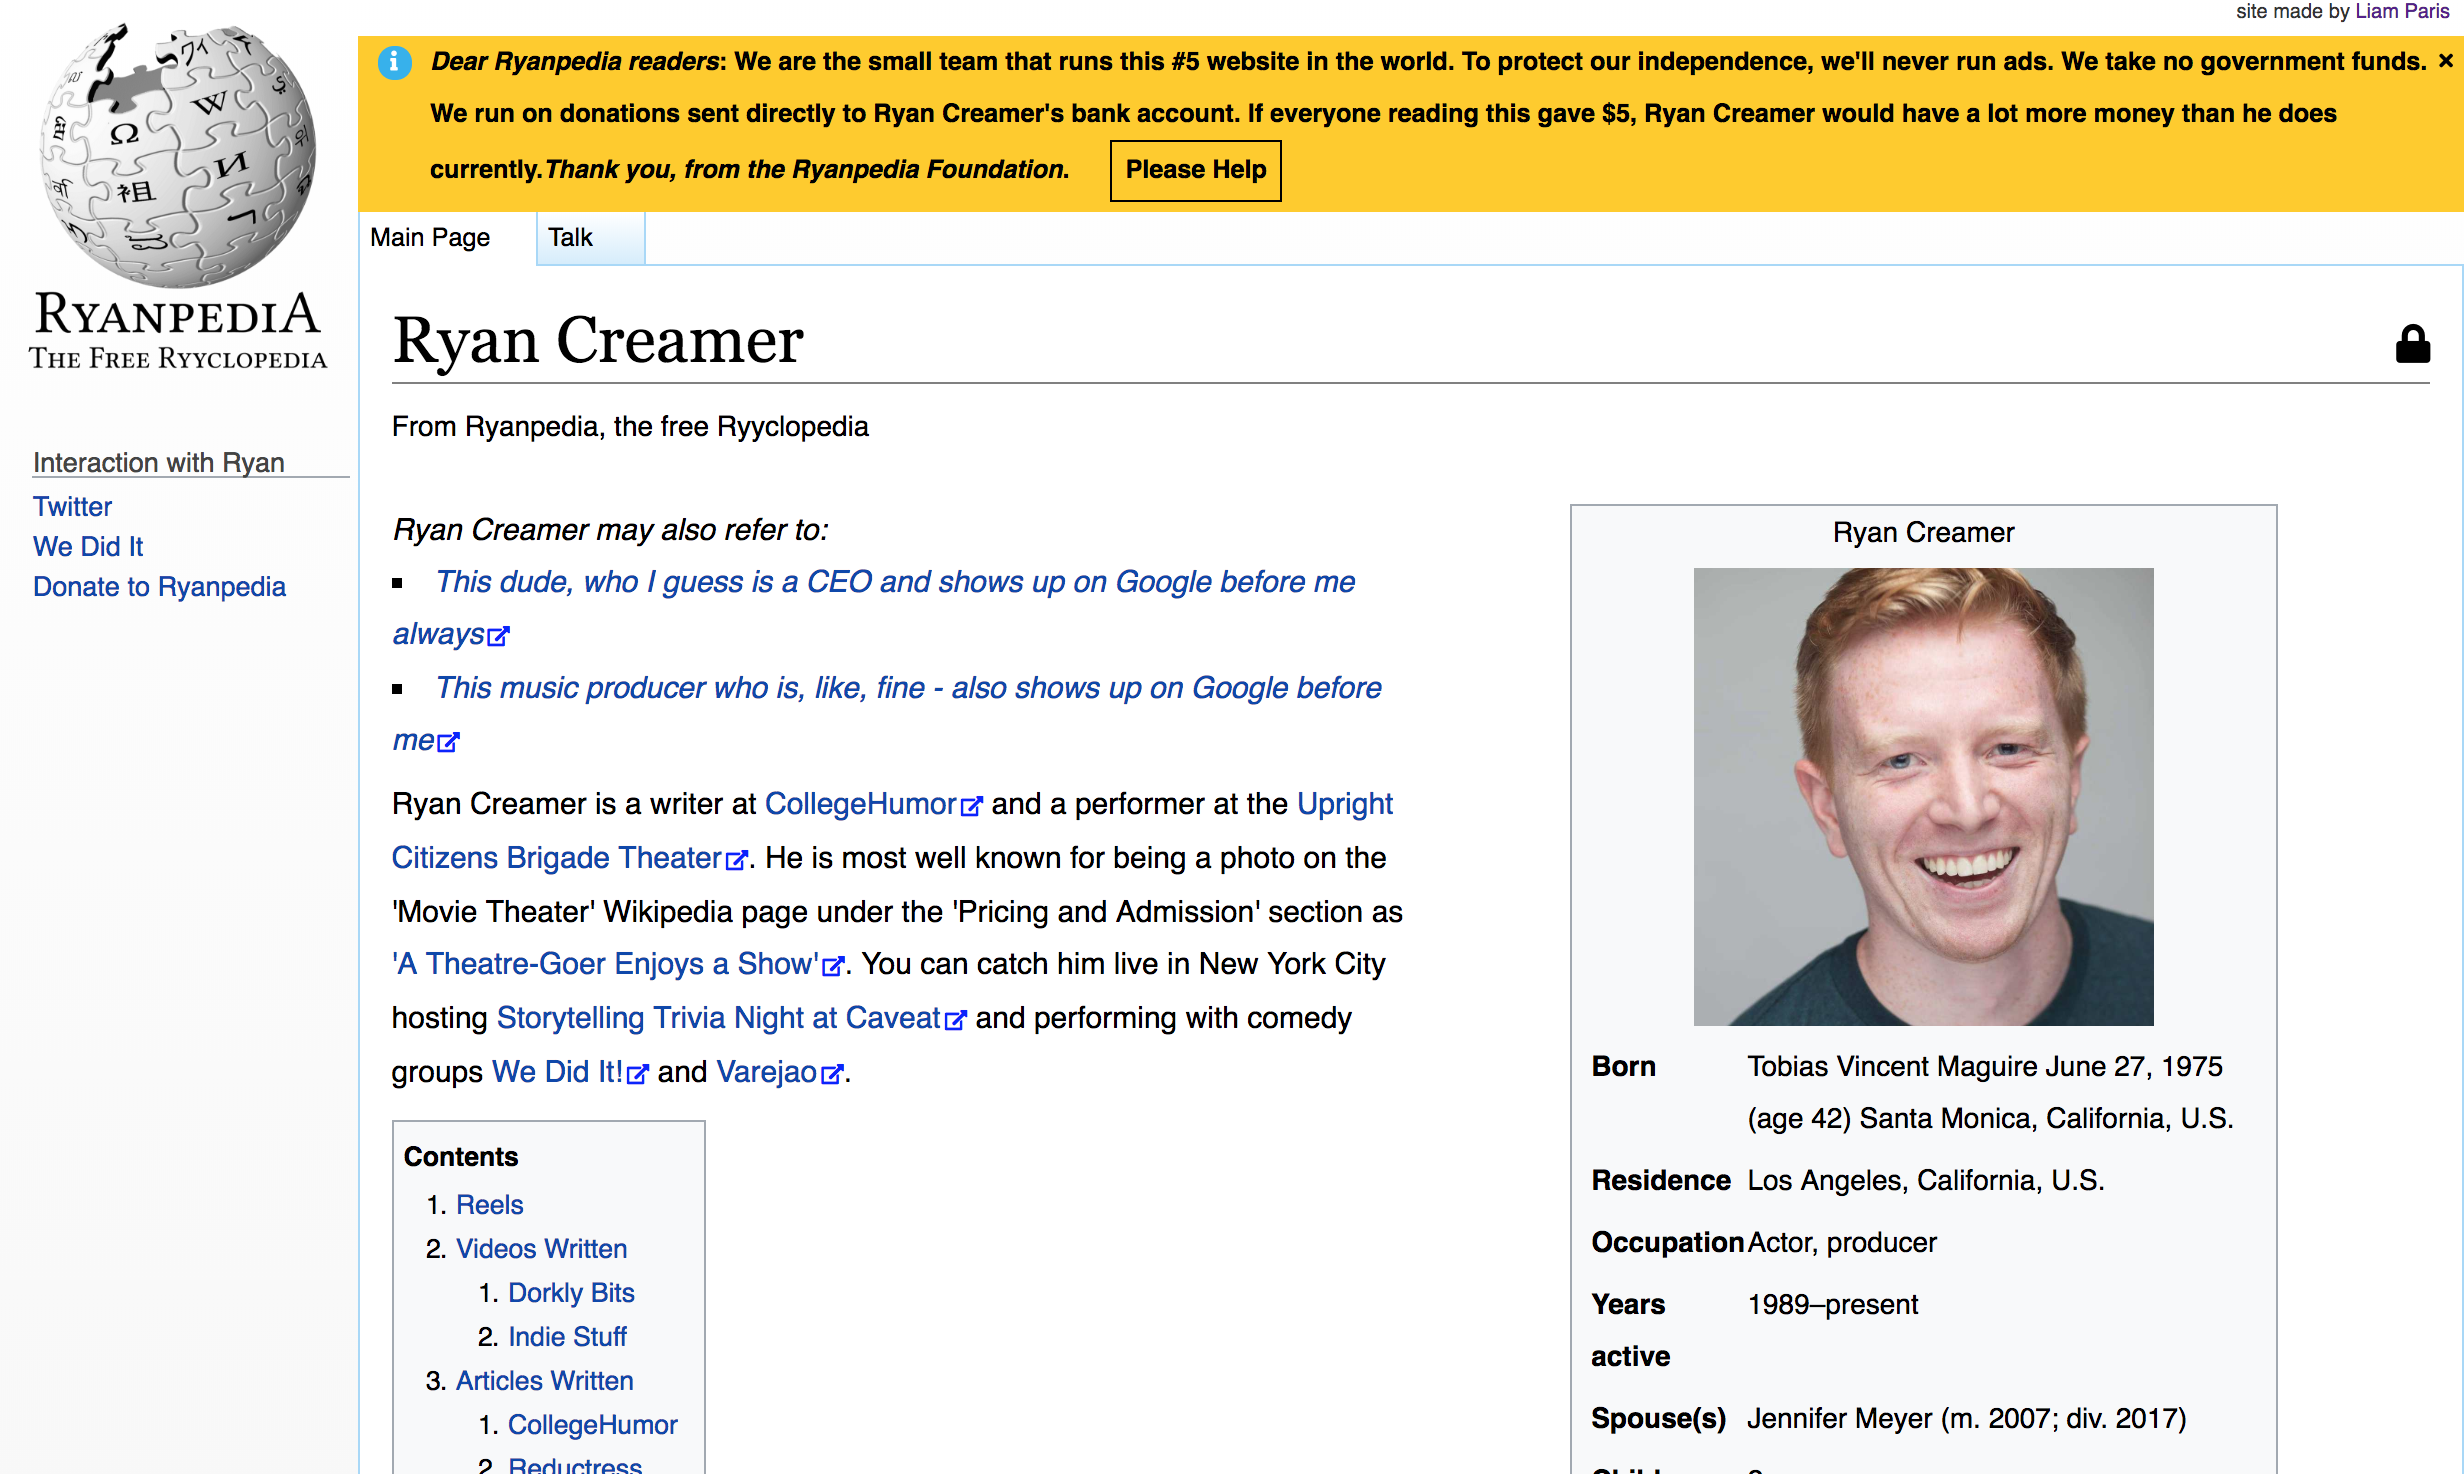 site made by Liam Paris
Dear Ryanpedia readers: We are the small team that runs this #5 website in the world. To protect our independence, we'll never run ads. We take no government funds. ×
We run on donations sent directly to Ryan Creamer's bank account. If everyone reading this gave $5, Ryan Creamer would have a lot more money than he does
currently.Thank you, from the Ryanpedia Foundation. Please Help
Main Page
Talk
Ω
W
И
祖
RYANPEDIA
THE FREE RYYCLOPEDIA
Interaction with Ryan
Twitter
We Did It
Donate to Ryanpedia
Ryan Creamer
From Ryanpedia, the free Ryyclopedia
Ryan Creamer may also refer to:
▪ This dude, who I guess is a CEO and shows up on Google before me
always
▪ This music producer who is, like, fine - also shows up on Google before
me
Ryan Creamer is a writer at CollegeHumor and a performer at the Upright
Citizens Brigade Theater. He is most well known for being a photo on the
'Movie Theater' Wikipedia page under the 'Pricing and Admission' section as
'A Theatre-Goer Enjoys a Show'. You can catch him live in New York City
hosting Storytelling Trivia Night at Caveat and performing with comedy
groups We Did It! and Varejao.
Contents
1. Reels
2. Videos Written
1. Dorkly Bits
2. Indie Stuff
3. Articles Written
1. CollegeHumor
2. Reductress
Ryan Creamer
Born Tobias Vincent Maguire June 27, 1975
(age 42) Santa Monica, California, U.S.
Residence Los Angeles, California, U.S.
Occupation Actor, producer
Years 1989–present
active
Spouse(s) Jennifer Meyer (m. 2007; div. 2017)